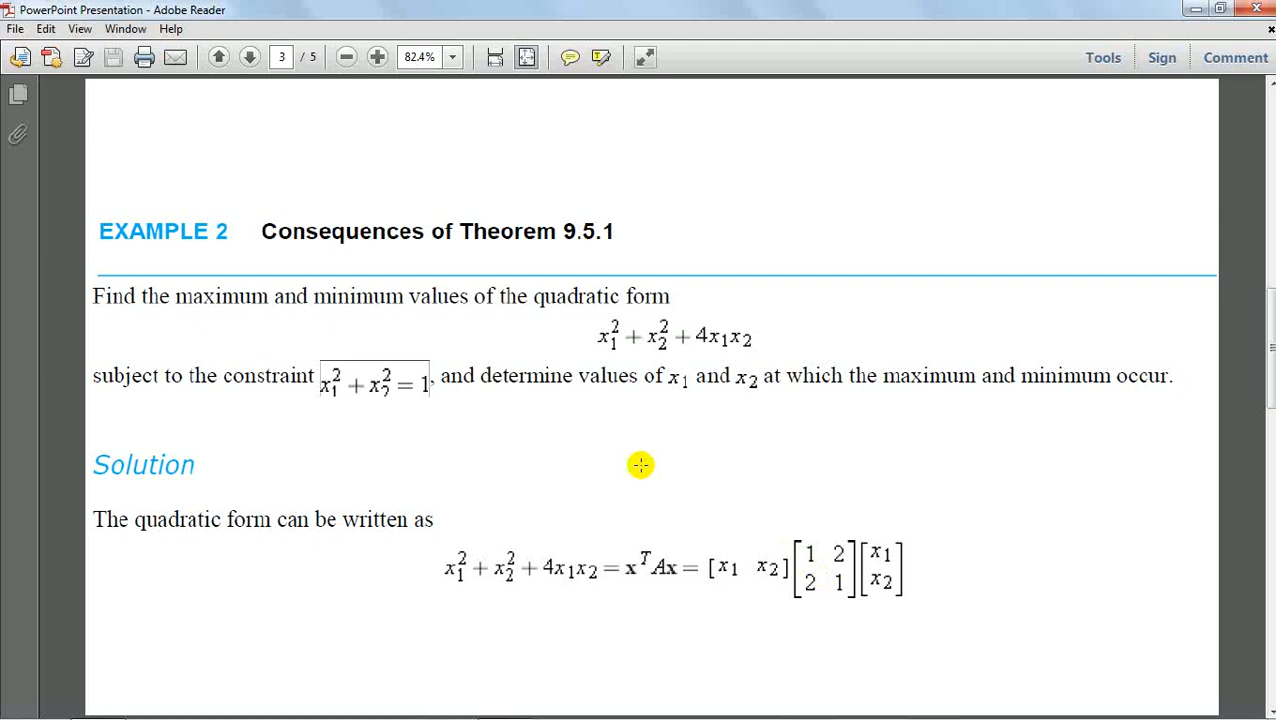 PowerPoint Presentation - Adobe Reader
File Edit View Window Help
3 / 5 82.4% Tools Sign Comment
EXAMPLE 2 Consequences of Theorem 9.5.1
Find the maximum and minimum values of the quadratic form
x₁² + x₂² + 4x₁x₂
subject to the constraint x₁² + x₂² = 1, and determine values of x₁ and x₂ at which the maximum and minimum occur.
Solution
The quadratic form can be written as
x₁² + x₂² + 4x₁x₂ = xᵀAx = [x₁ x₂] [1 2; 2 1] [x₁; x₂]